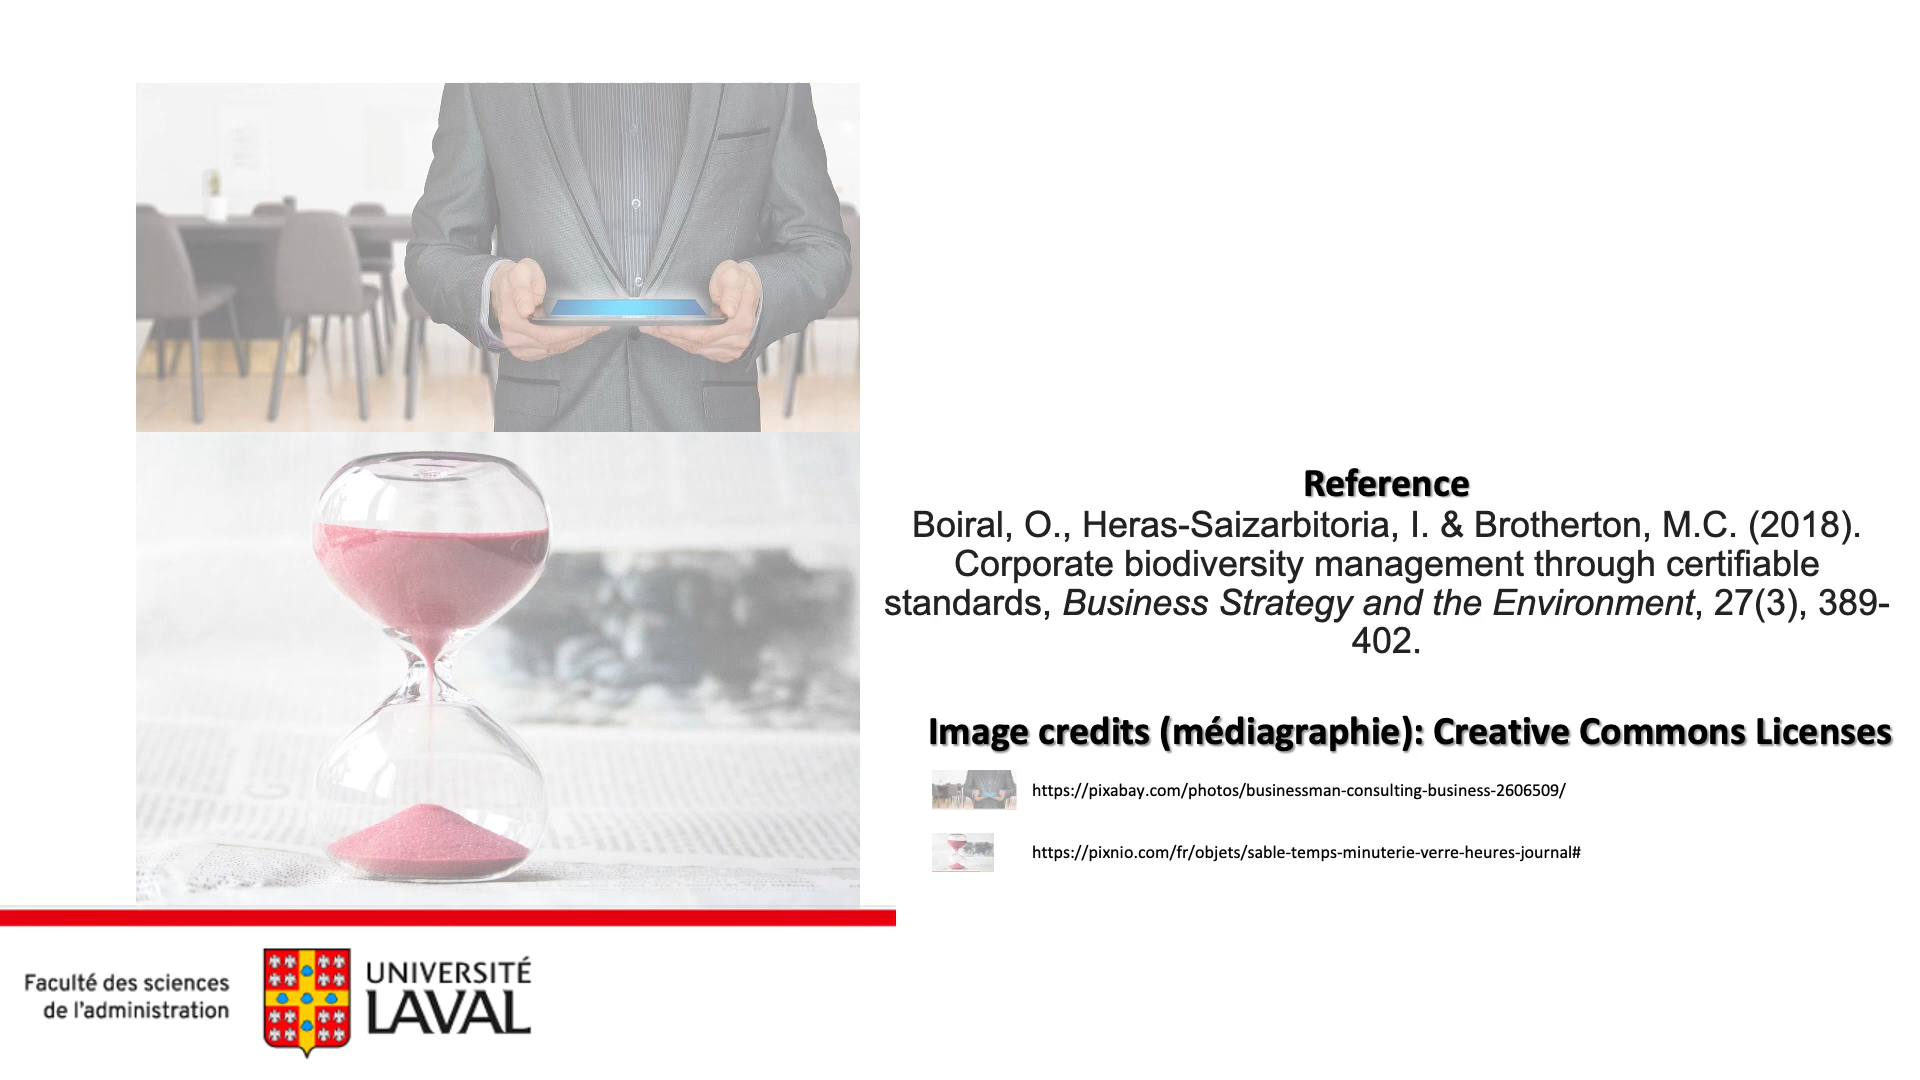 Reference
Boiral, O., Heras-Saizarbitoria, I. & Brotherton, M.C. (2018).
Corporate biodiversity management through certifiable
standards, Business Strategy and the Environment, 27(3), 389-
402.
Image credits (médiagraphie): Creative Commons Licenses
https://pixabay.com/photos/businessman-consulting-business-2606509/
https://pixnio.com/fr/objets/sable-temps-minuterie-verre-heures-journal#
Faculté des sciences
de l'administration
UNIVERSITÉ
LAVAL